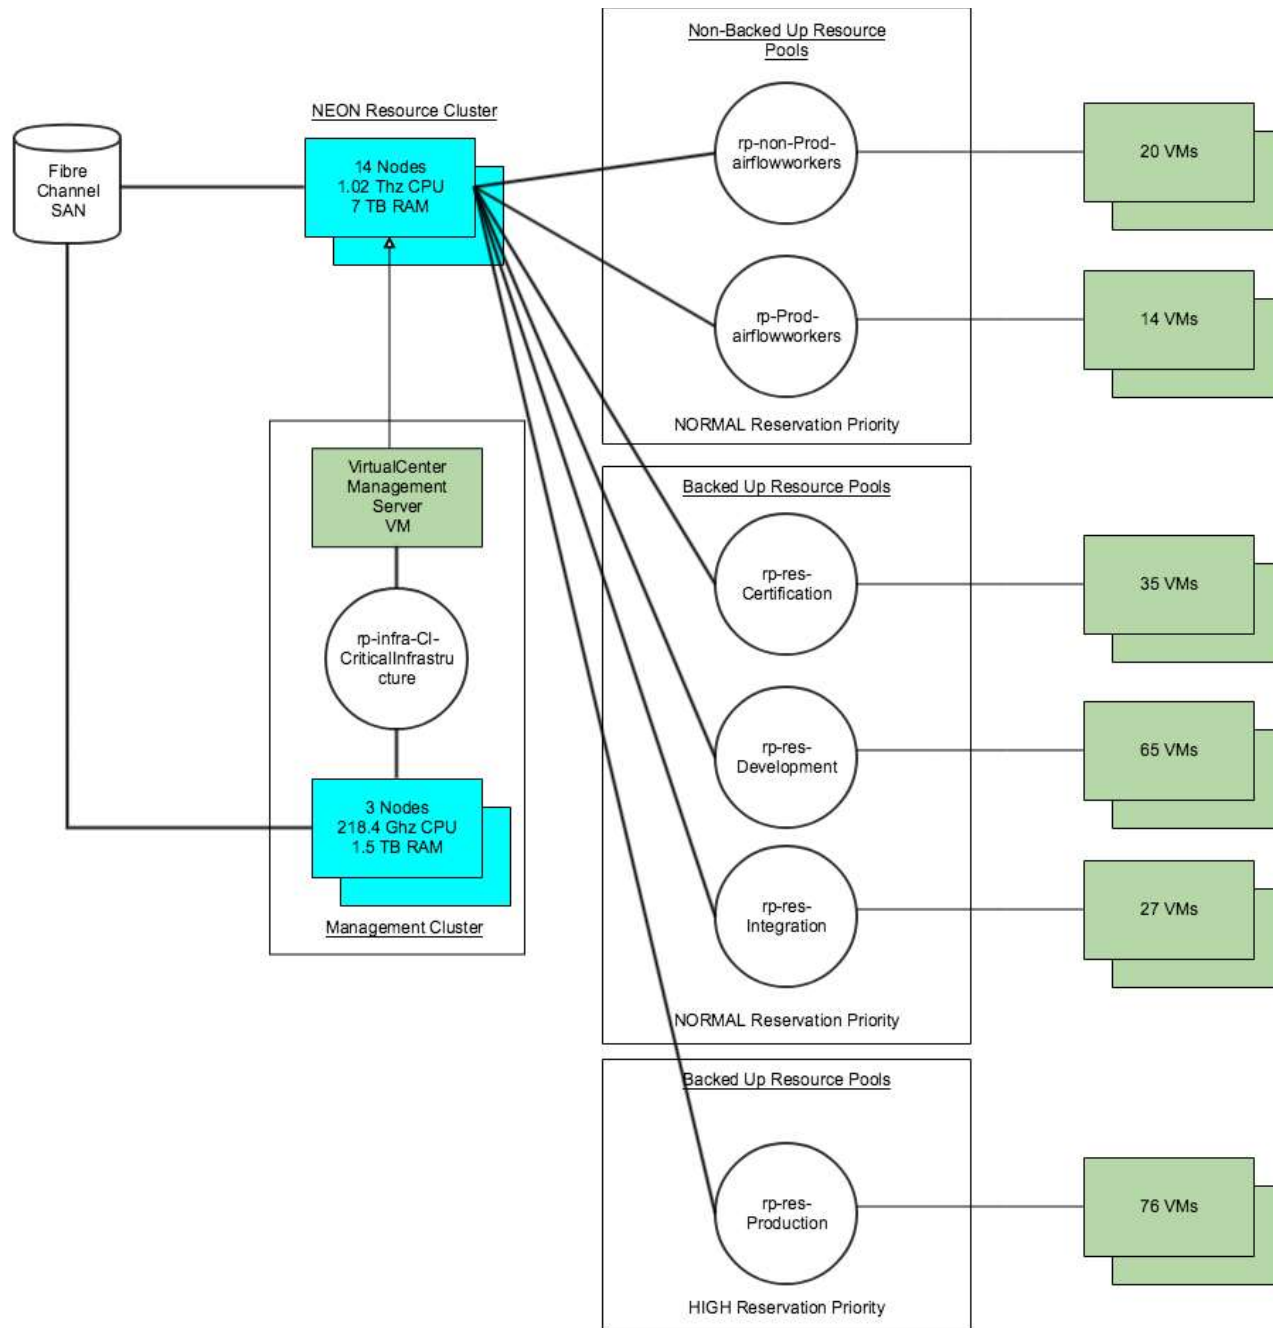 Non-Backed Up Resource
Pools
NEON Resource Cluster
Fibre
Channel
SAN
14 Nodes
1.02 Thz CPU
7 TB RAM
rp-non-Prod-
airflowworkers
20 VMs
rp-Prod-
airflowworkers
14 VMs
NORMAL Reservation Priority
VirtualCenter
Management
Server
VM
rp-infra-CI-
CriticalInfrastru
cture
3 Nodes
218.4 Ghz CPU
1.5 TB RAM
Management Cluster
Backed Up Resource Pools
rp-res-
Certification
35 VMs
rp-res-
Development
65 VMs
rp-res-
Integration
27 VMs
NORMAL Reservation Priority
Backed Up Resource Pools
rp-res-
Production
76 VMs
HIGH Reservation Priority